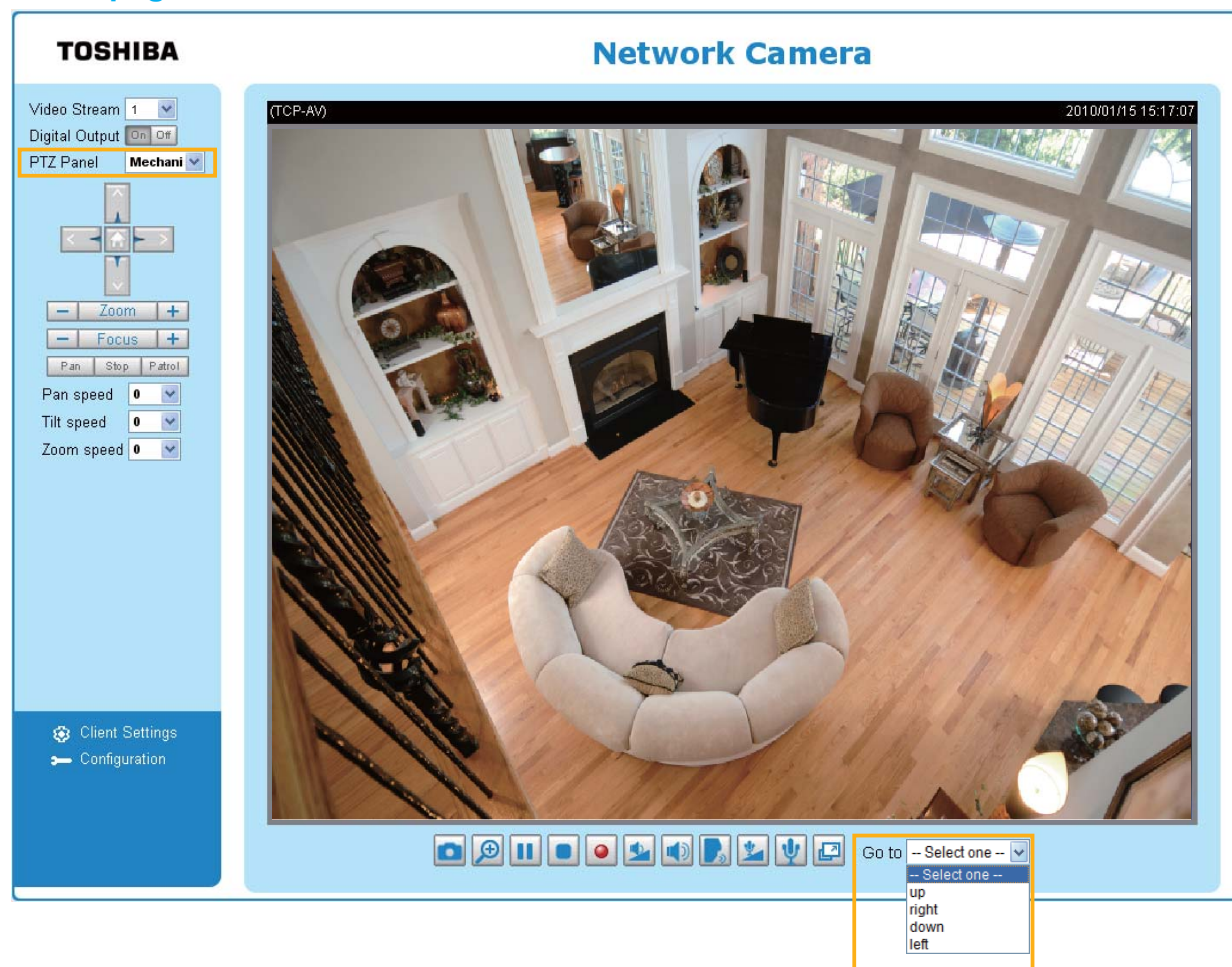 TOSHIBA
Network Camera
Video Stream 1
Digital Output On Off
PTZ Panel Mechani
Zoom
Focus
Pan Stop Patrol
Pan speed 0
Tilt speed 0
Zoom speed 0
Client Settings
Configuration
(TCP-AV) 2010/01/15 15:17:07
Go to -- Select one --
-- Select one --
up
right
down
left